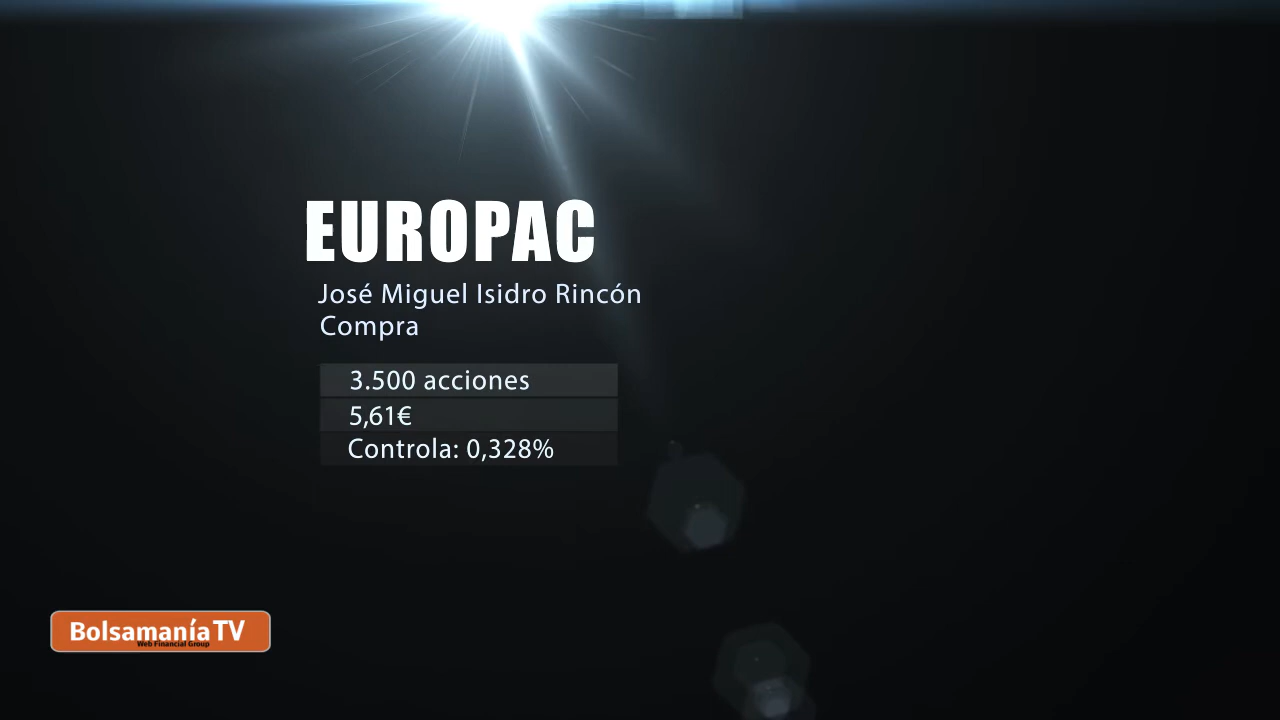 EUROPAC
José Miguel Isidro Rincón
Compra
3.500 acciones
5,61€
Controla: 0,328%
Bolsamanía TV
Web Financial Group